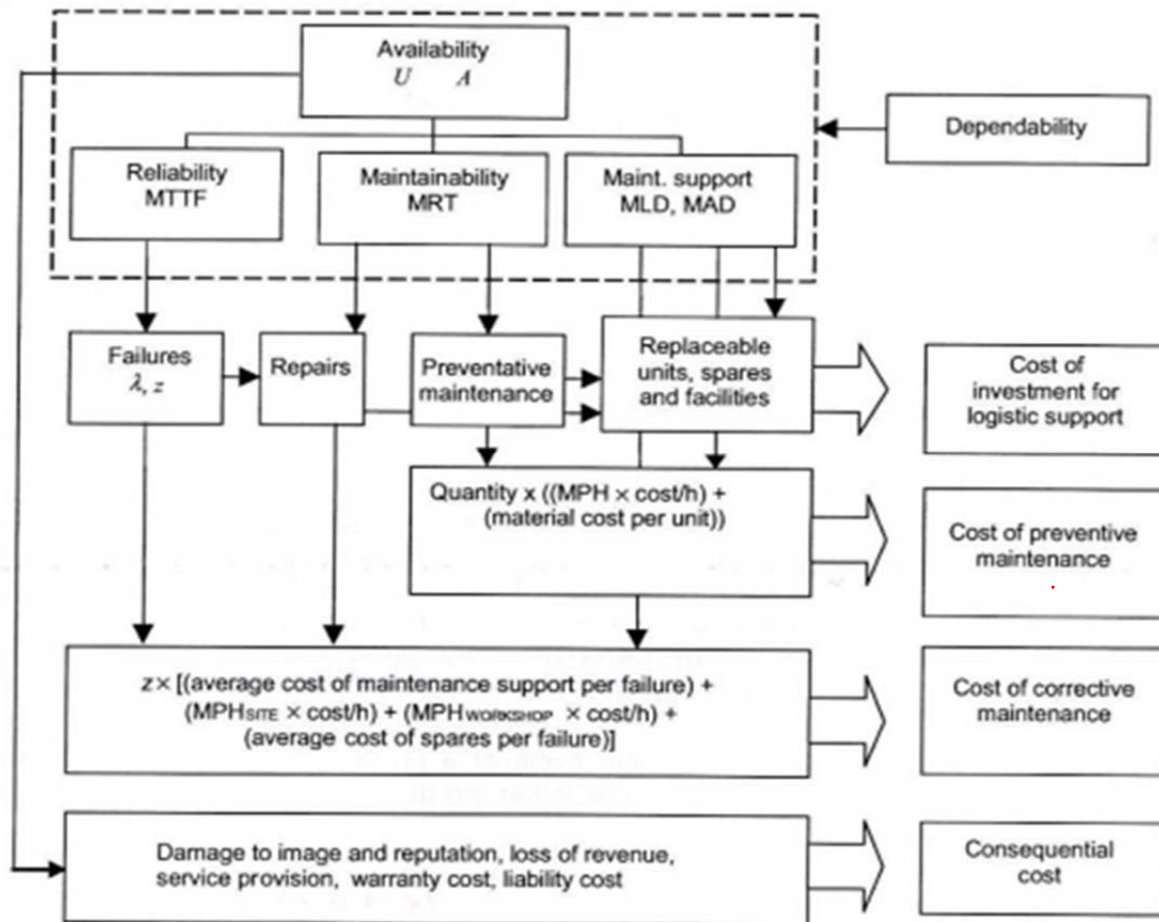 Availability
U A
Dependability
Reliability
MTTF
Maintainability
MRT
Maint. support
MLD, MAD
Failures
λ, z
Repairs
Preventative
maintenance
Replaceable
units, spares
and facilities
Cost of
investment for
logistic support
Quantity x ((MPH × cost/h) +
(material cost per unit))
Cost of preventive
maintenance
z× [(average cost of maintenance support per failure) +
(MPHSITE × cost/h) + (MPHWORKSHOP × cost/h) +
(average cost of spares per failure)]
Cost of corrective
maintenance
Damage to image and reputation, loss of revenue,
service provision, warranty cost, liability cost
Consequential
cost